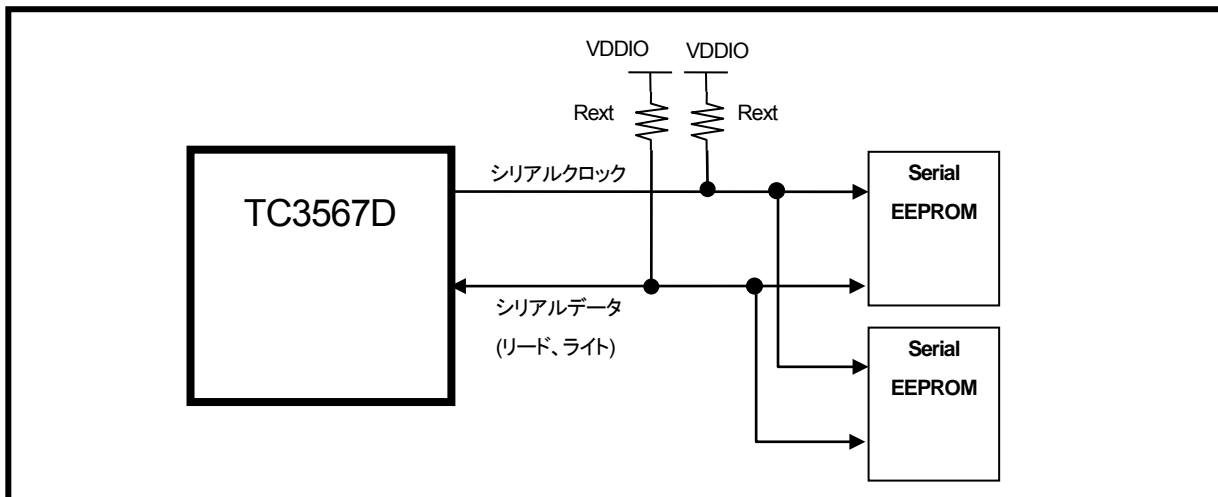 VDDIO VDDIO
Rext Rext
シリアルクロック
TC3567D
シリアルデータ
(リード、ライト)
Serial
EEPROM
Serial
EEPROM